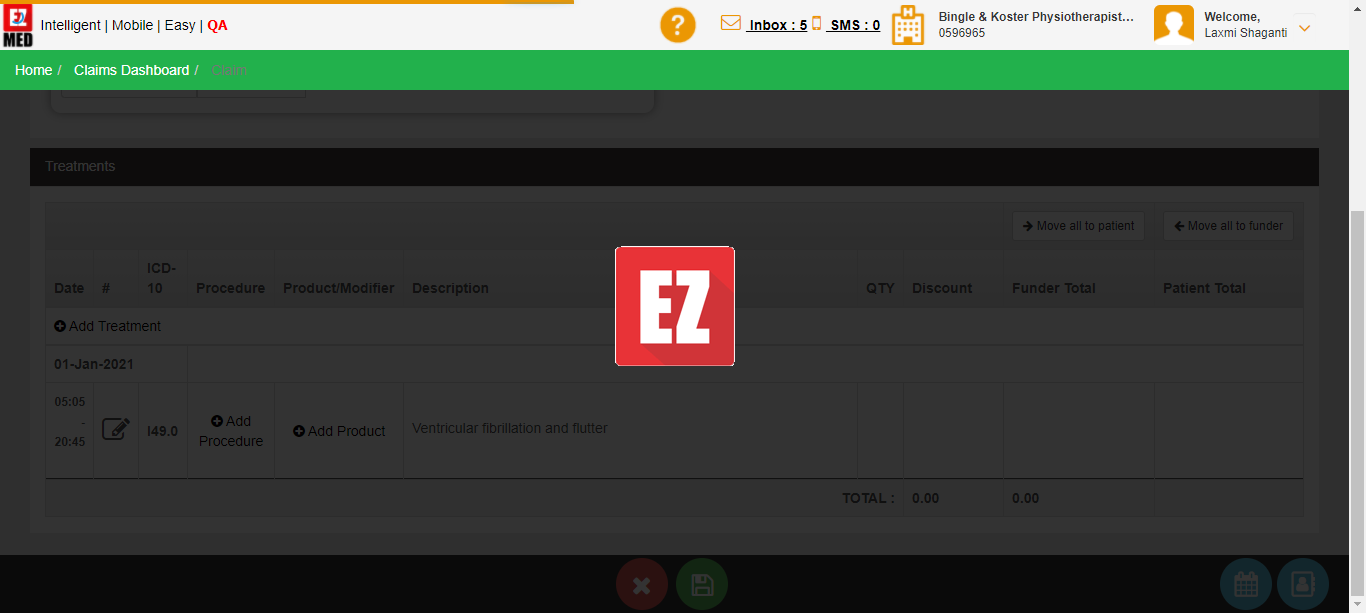 EZ
MED
Intelligent | Mobile | Easy | QA
?
Inbox : 5
SMS : 0
H
Bingle & Koster Physiotherapist...
0596965
Welcome,
Laxmi Shaganti
Home / Claims Dashboard / Claim
Treatments
Move all to patient
Move all to funder
Date # ICD-10 Procedure Product/Modifier Description QTY Discount Funder Total Patient Total
Add Treatment
01-Jan-2021
05:05
-
20:45
I49.0
Add
Procedure
Add Product
Ventricular fibrillation and flutter
EZ
TOTAL : 0.00 0.00